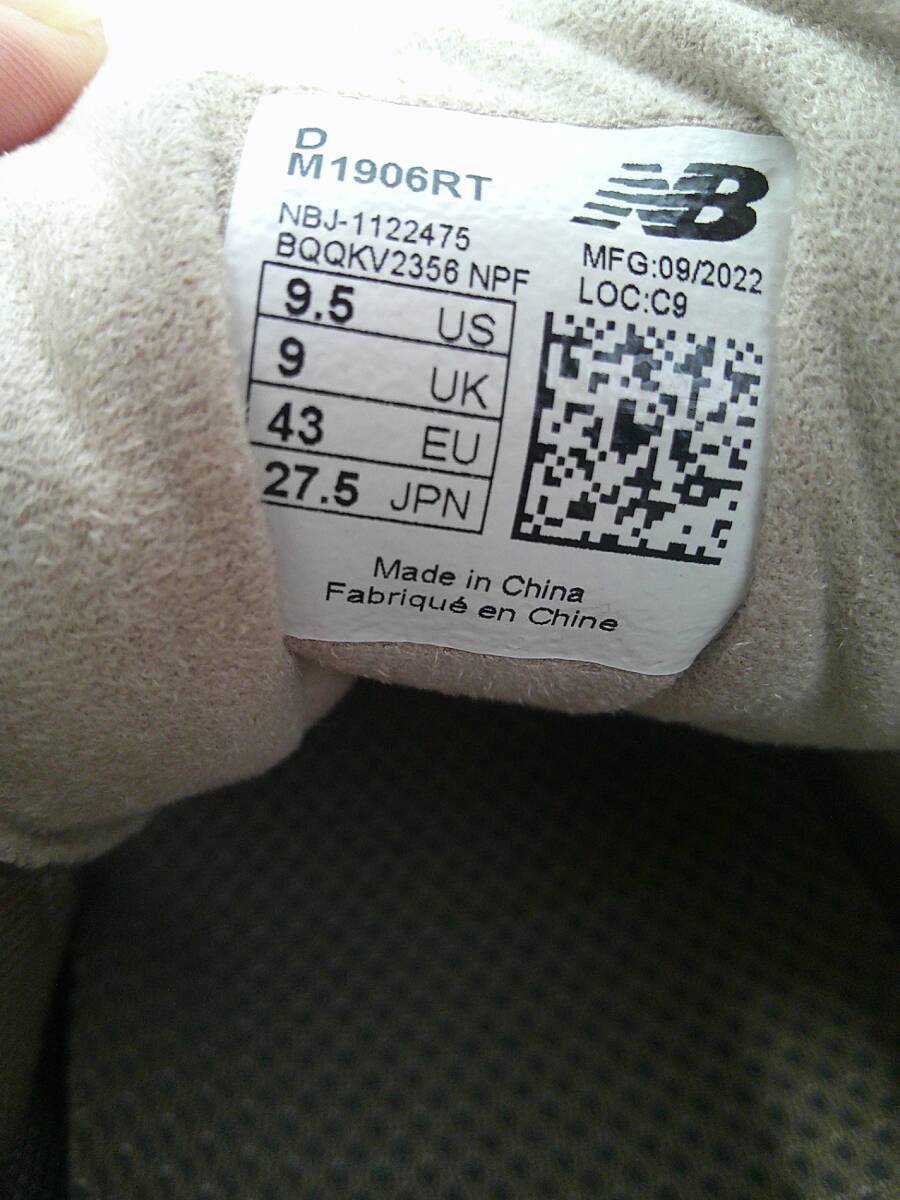 D
M1906RT
NB
NBJ-1122475
BQQKV2356 NPF
MFG:09/2022
LOC:C9
9.5 US
9 UK
43 EU
27.5 JPN
Made in China
Fabriqué en Chine